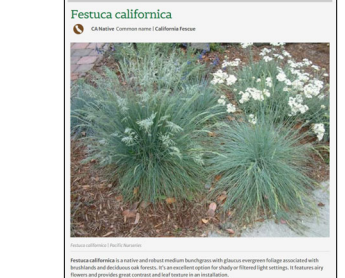 Festuca californica
CA Native Common name | California Fescue
Festuca californica | Pacific Nurseries
Festuca californica is a native and robust medium bunchgrass with glaucus evergreen foliage associated with
brushlands and deciduous oak forests. It's an excellent option for shady or filtered light settings. It features airy
flowers and provides great contrast and leaf texture in an installation.